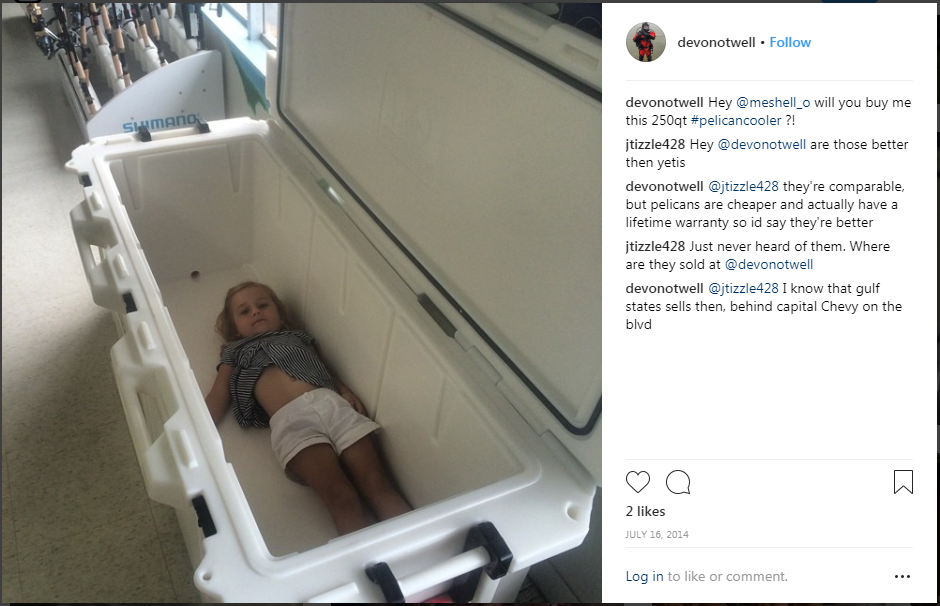 SHIMANO
devonotwell • Follow
devonotwell Hey @meshell_o will you buy me
this 250qt #pelicancooler ?!
jtizzle428 Hey @devonotwell are those better
then yetis
devonotwell @jtizzle428 they're comparable,
but pelicans are cheaper and actually have a
lifetime warranty so id say they're better
jtizzle428 Just never heard of them. Where
are they sold at @devonotwell
devonotwell @jtizzle428 I know that gulf
states sells then, behind capital Chevy on the
blvd
2 likes
JULY 16, 2014
Log in to like or comment.